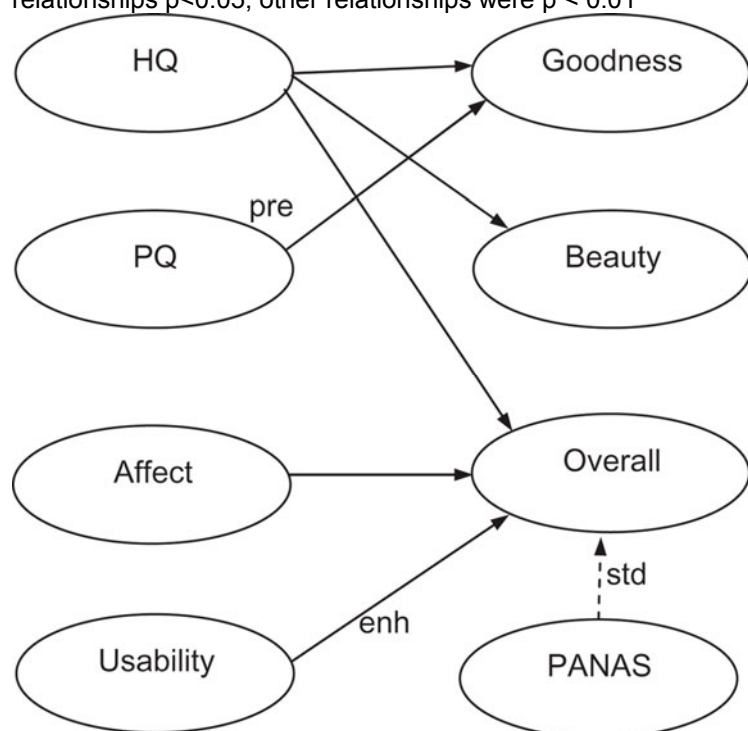 relationships p<0.05, other relationships were p < 0.01
HQ
Goodness
pre
PQ
Beauty
Affect
Overall
std
enh
Usability
PANAS